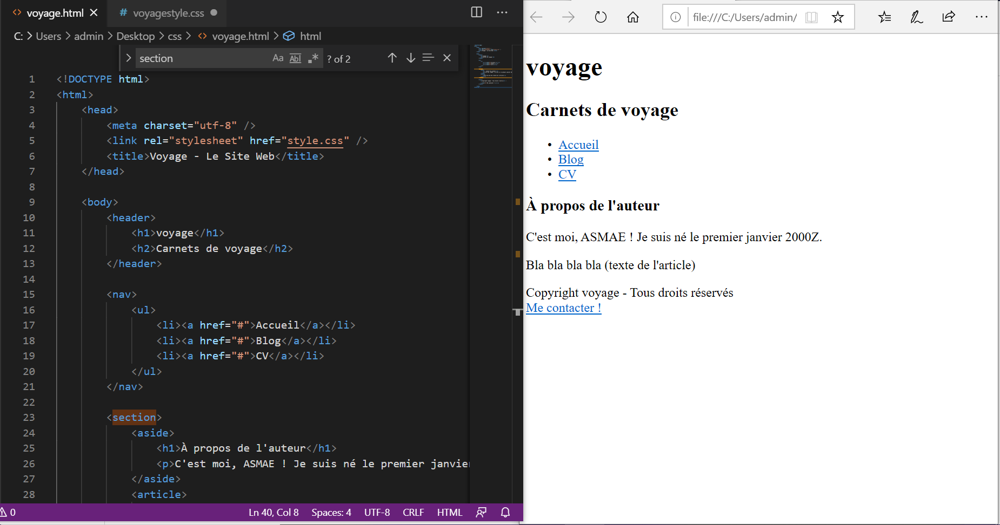 voyage.html
# voyagestyle.css
C: > Users > admin > Desktop > css > <> voyage.html > html
section Aa Abl .* ? of 2
1 <!DOCTYPE html>
2 <html>
3 <head>
4 <meta charset="utf-8" />
5 <link rel="stylesheet" href="style.css" />
6 <title>Voyage - Le Site Web</title>
7 </head>
8
9 <body>
10 <header>
11 <h1>voyage</h1>
12 <h2>Carnets de voyage</h2>
13 </header>
14
15 <nav>
16 <ul>
17 <li><a href="#">Accueil</a></li>
18 <li><a href="#">Blog</a></li>
19 <li><a href="#">CV</a></li>
20 </ul>
21 </nav>
22
23 <section>
24 <aside>
25 <h1>À propos de l'auteur</h1>
26 <p>C'est moi, ASMAE ! Je suis né le premier janvie
27 </aside>
28 <article>
0
Ln 40, Col 8 Spaces: 4 UTF-8 CRLF HTML
file:///C:/Users/admin/
voyage
Carnets de voyage
• Accueil
• Blog
• CV
À propos de l'auteur
C'est moi, ASMAE ! Je suis né le premier janvier 2000Z.
Bla bla bla bla (texte de l'article)
Copyright voyage - Tous droits réservés
Me contacter !